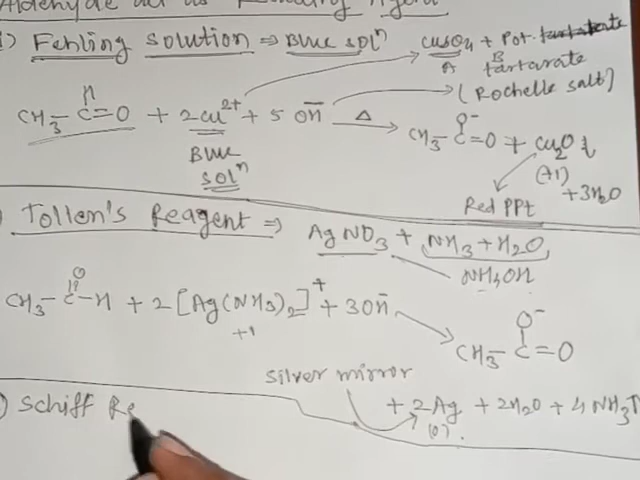 Aldehyde act as Reducing Agent
1) Fehling solution ⇒ Blue solⁿ
CuSO₄ + Pot.
A B tartarate
(Rochelle salt)
H
CH₃–C=O + 2Cu²⁺ + 5 OH⁻ Δ→ CH₃–C=O + Cu₂O ↓
O⁻
Blue
solⁿ
(+1) + 3H₂O
Red PPt
) Tollen's Reagent ⇒ AgNO₃ + NH₃ + H₂O
NH₄OH
O
CH₃–C–H + 2 [Ag(NH₃)₂]⁺ + 3OH⁻
+1
O⁻
CH₃–C=O
silver mirror
+ 2Ag + 2H₂O + 4NH₃↑
(0).
) Schiff Re